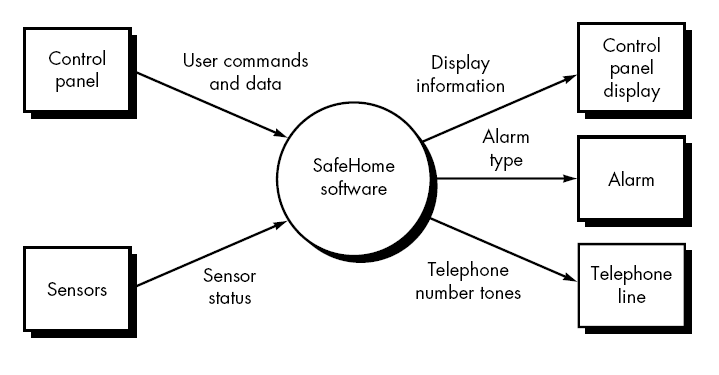 Control
panel
User commands
and data
Display
information
Control
panel
display
SafeHome
software
Alarm
type
Alarm
Sensors
Sensor
status
Telephone
number tones
Telephone
line